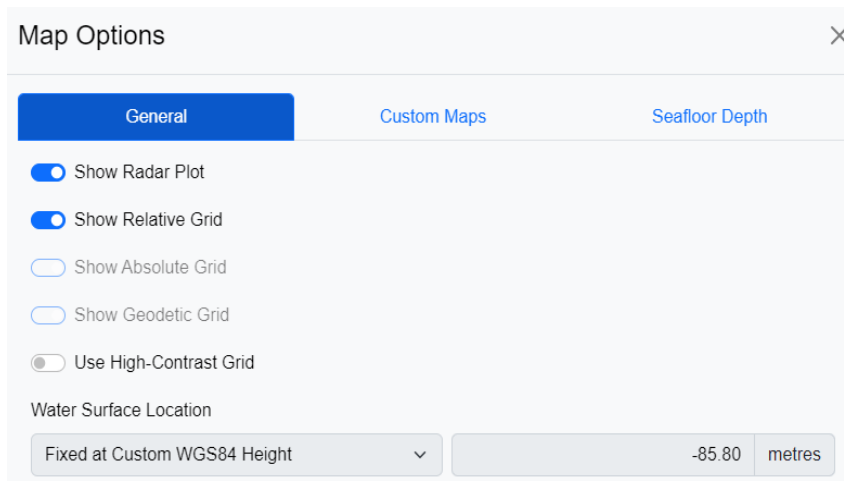 Map Options
General Custom Maps Seafloor Depth
Show Radar Plot
Show Relative Grid
Show Absolute Grid
Show Geodetic Grid
Use High-Contrast Grid
Water Surface Location
Fixed at Custom WGS84 Height -85.80 metres